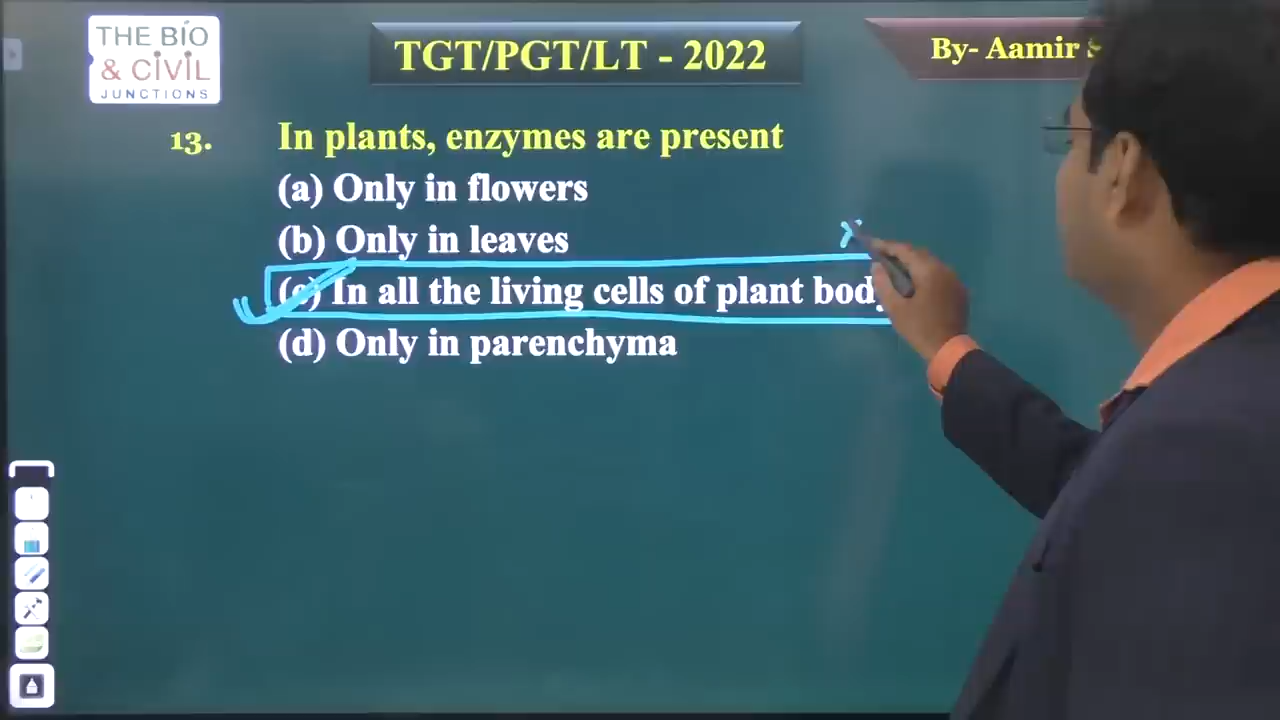 THE BIO
& CIVIL
JUNCTIONS
TGT/PGT/LT - 2022
By- Aamir
13. In plants, enzymes are present
(a) Only in flowers
(b) Only in leaves
(c) In all the living cells of plant body
(d) Only in parenchyma